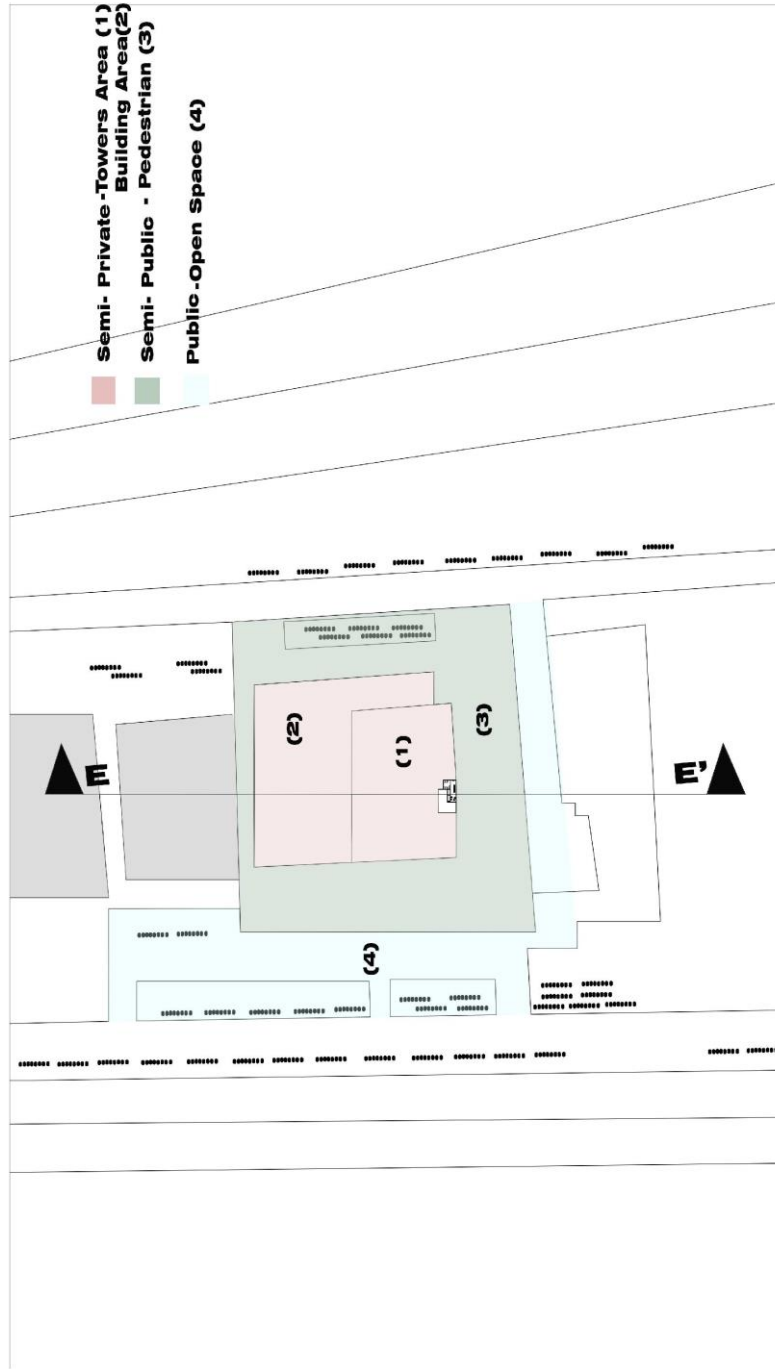 Semi- Private -Towers Area (1)
Building Area(2)
Semi- Public - Pedestrian (3)
Public -Open Spaoe (4)
E
E'
(1)
(2)
(3)
(4)